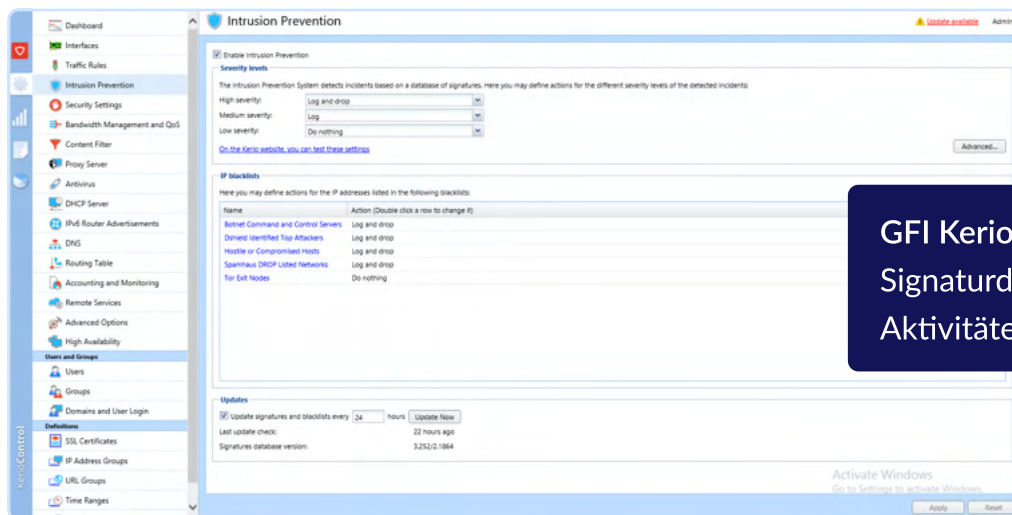 Dashboard
Interfaces
Traffic Rules
Intrusion Prevention
Security Settings
Bandwidth Management and QoS
Content Filter
Proxy Server
Antivirus
DHCP Server
IPv6 Router Advertisements
DNS
Routing Table
Accounting and Monitoring
Remote Services
Advanced Options
High Availability
Users and Groups
Users
Groups
Domains and User Login
Definitions
SSL Certificates
IP Address Groups
URL Groups
Time Ranges
KerioControl
Intrusion Prevention
Update available Admin
Enable Intrusion Prevention
Severity levels
The Intrusion Prevention System detects incidents based on a database of signatures. Here you may define actions for the different severity levels of the detected incidents:
High severity: Log and drop
Medium severity: Log
Low severity: Do nothing
On the Kerio website, you can test these settings
Advanced...
IP blacklists
Here you may define actions for the IP addresses listed in the following blacklists:
Name Action (Double click a row to change it)
Botnet Command and Control Servers Log and drop
Dshield Identified Top Attackers Log and drop
Hostile or Compromised Hosts Log and drop
Spamhaus DROP Listed Networks Log and drop
Tor Exit Nodes Do nothing
GFI Kerio
Signaturd
Aktivitäte
Updates
Update signatures and blacklists every 24 hours Update Now
Last update check: 22 hours ago
Signatures database version: 3.252/2.1064
Activate Windows
Go to Settings to activate Windows.
Apply Reset